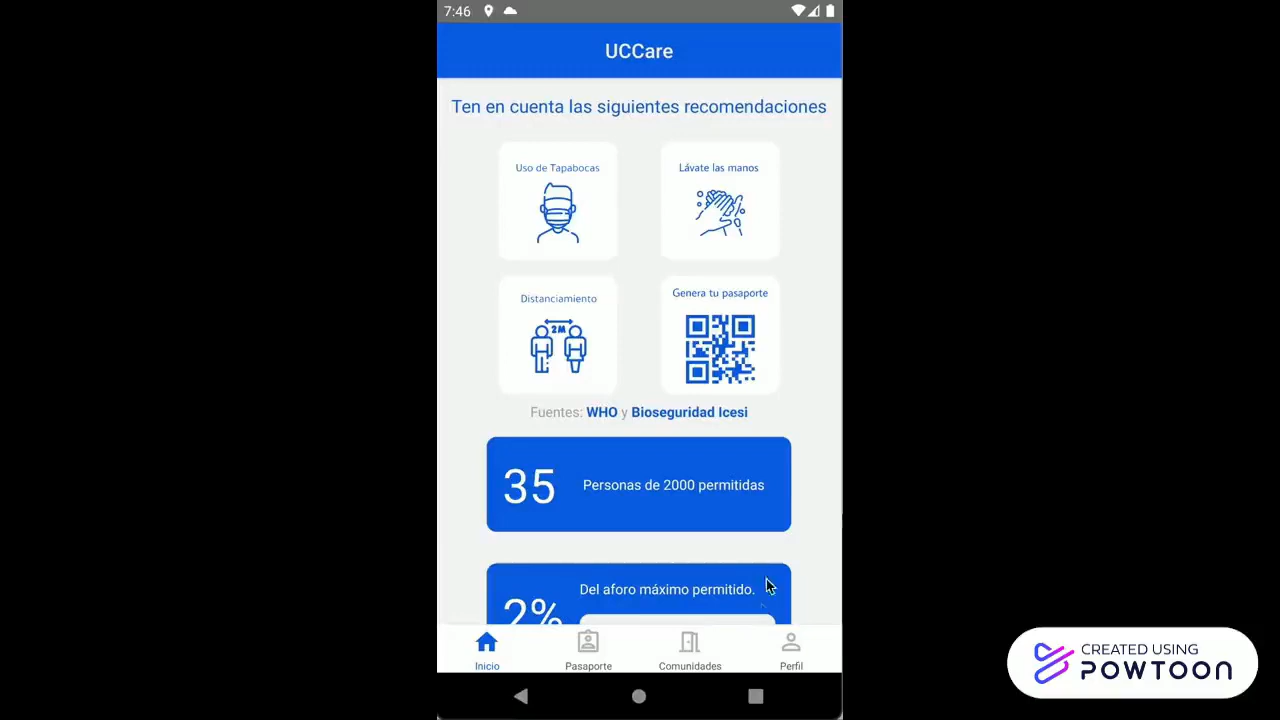 7:46
UCCare
Ten en cuenta las siguientes recomendaciones
Uso de Tapabocas
Lávate las manos
Distanciamiento
2M
Genera tu pasaporte
Fuentes: WHO y Bioseguridad Icesi
35
Personas de 2000 permitidas
2%
Del aforo máximo permitido.
Inicio
Pasaporte
Comunidades
Perfil
CREATED USING
POWTOON